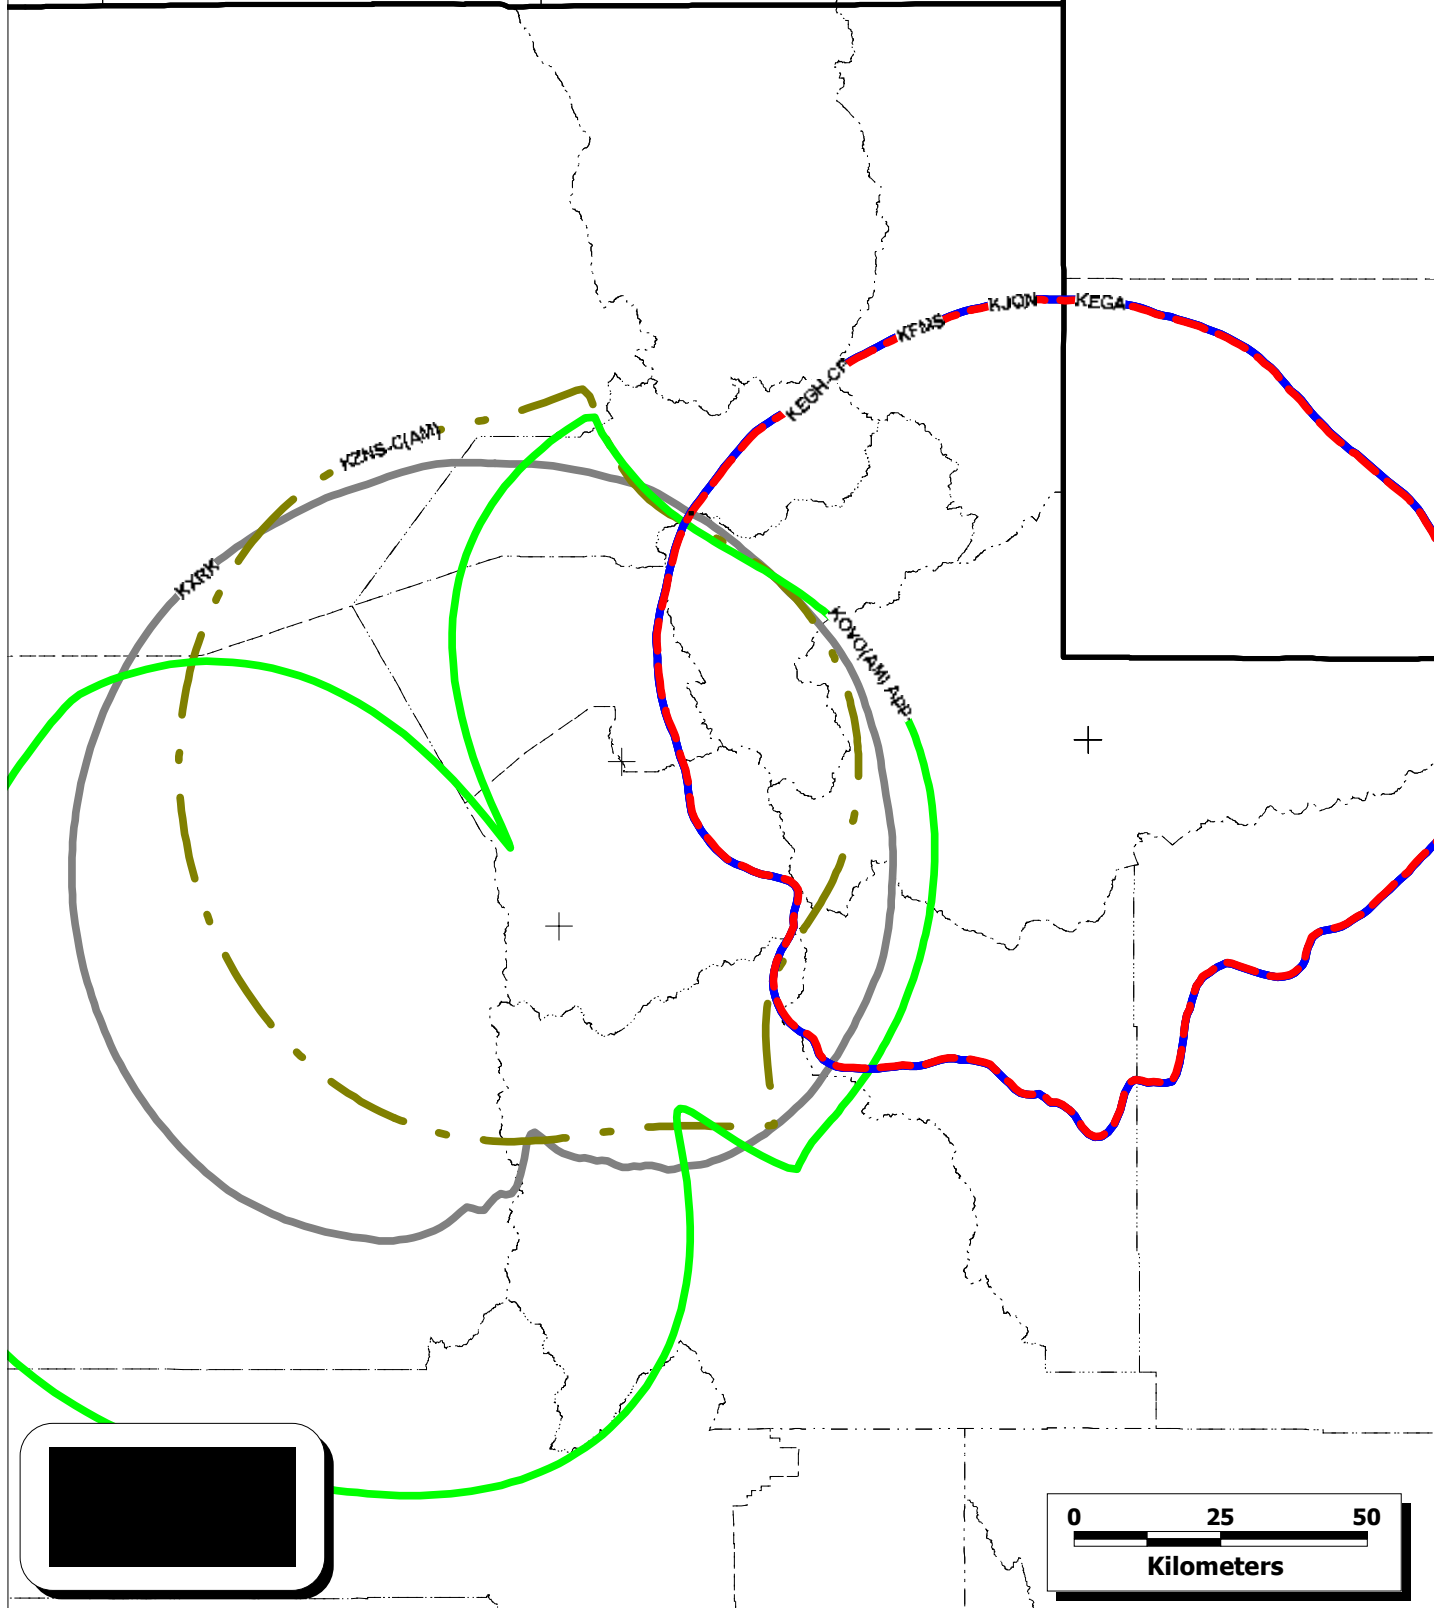 KJQN
KEGA
KFMS
KEGH-CP
KZNS-C(AM)
KXRK
KOVO(AM) APP.
0 25 50
Kilometers